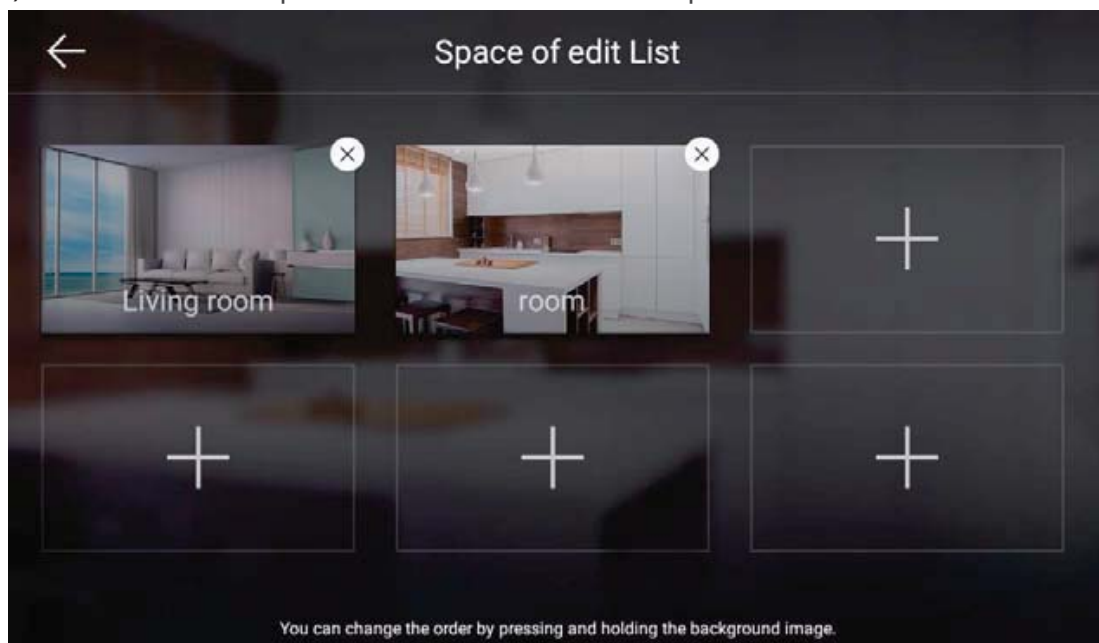 Space of edit List
Living room
room
You can change the order by pressing and holding the background image.